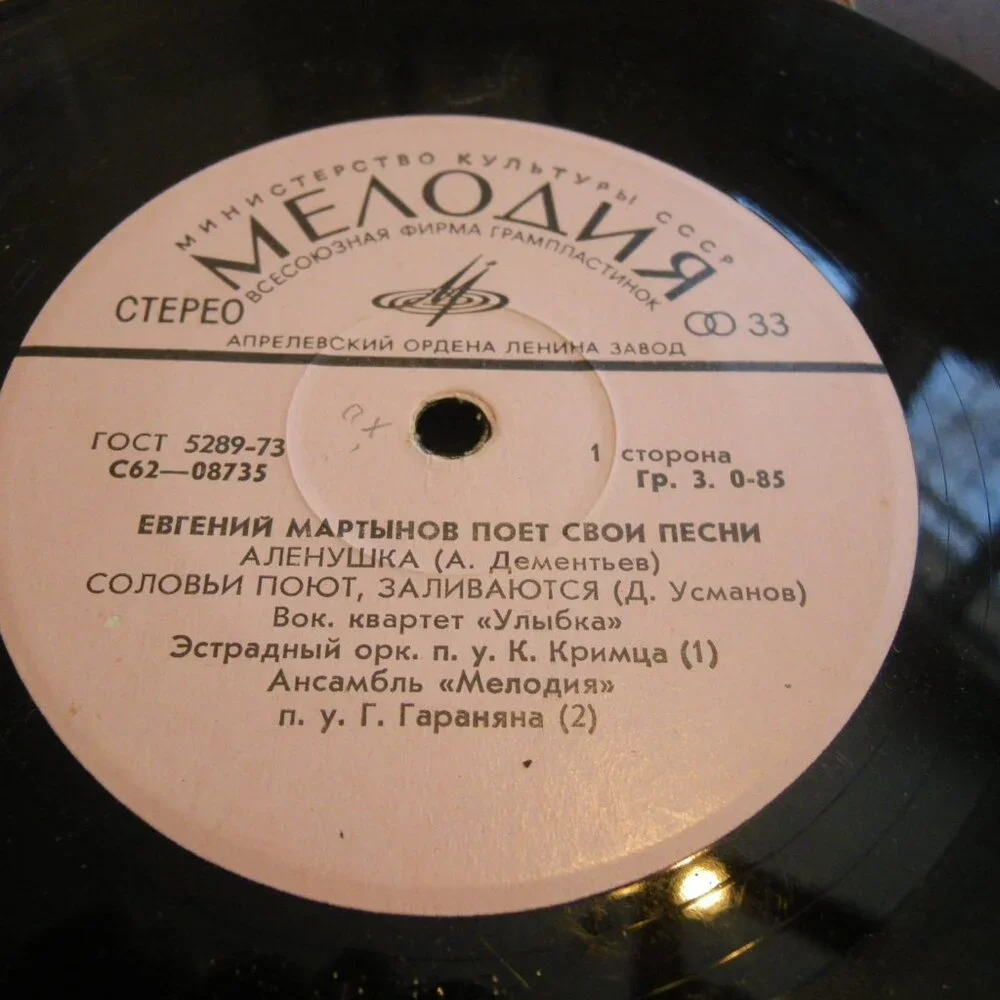 МИНИСТЕРСТВО КУЛЬТУРЫ СССР
МЕЛОДИЯ
ВСЕСОЮЗНАЯ ФИРМА ГРАМПЛАСТИНОК
СТЕРЕО
33
АПРЕЛЕВСКИЙ ОРДЕНА ЛЕНИНА ЗАВОД
ГОСТ 5289-73
С62—08735
1 сторона
Гр. 3. 0-85
ЕВГЕНИЙ МАРТЫНОВ ПОЕТ СВОИ ПЕСНИ
АЛЕНУШКА (А. Дементьев)
СОЛОВЬИ ПОЮТ, ЗАЛИВАЮТСЯ (Д. Усманов)
Вок. квартет «Улыбка»
Эстрадный орк. п. у. К. Кримца (1)
Ансамбль «Мелодия»
п. у. Г. Гараняна (2)